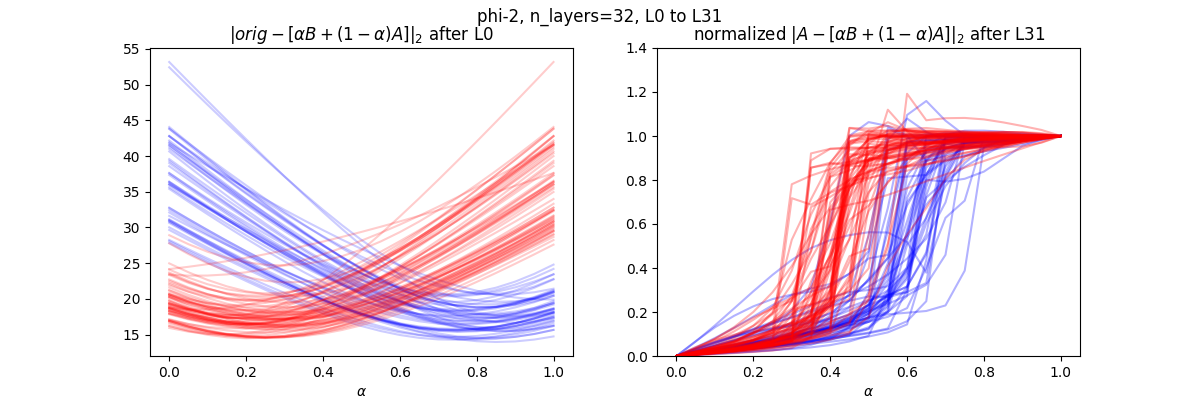 phi-2, n_layers=32, L0 to L31
|orig − [αB + (1 − α)A]|₂ after L0
normalized |A − [αB + (1 − α)A]|₂ after L31
55
50
45
40
35
30
25
20
15
0.0 0.2 0.4 0.6 0.8 1.0
α
1.4
1.2
1.0
0.8
0.6
0.4
0.2
0.0
0.0 0.2 0.4 0.6 0.8 1.0
α